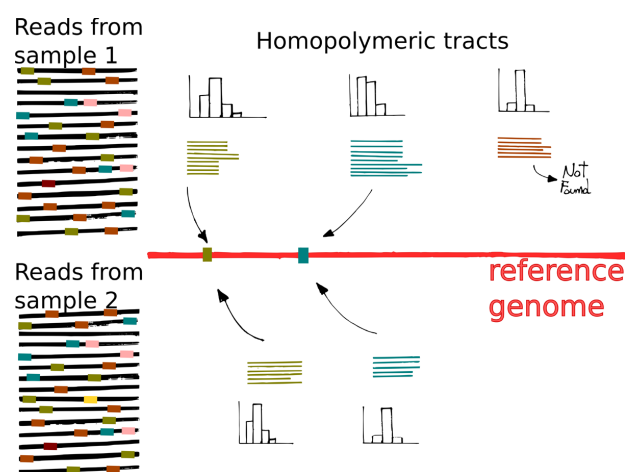 Reads from
sample 1
Homopolymeric tracts
Not
Found
reference
genome
Reads from
sample 2